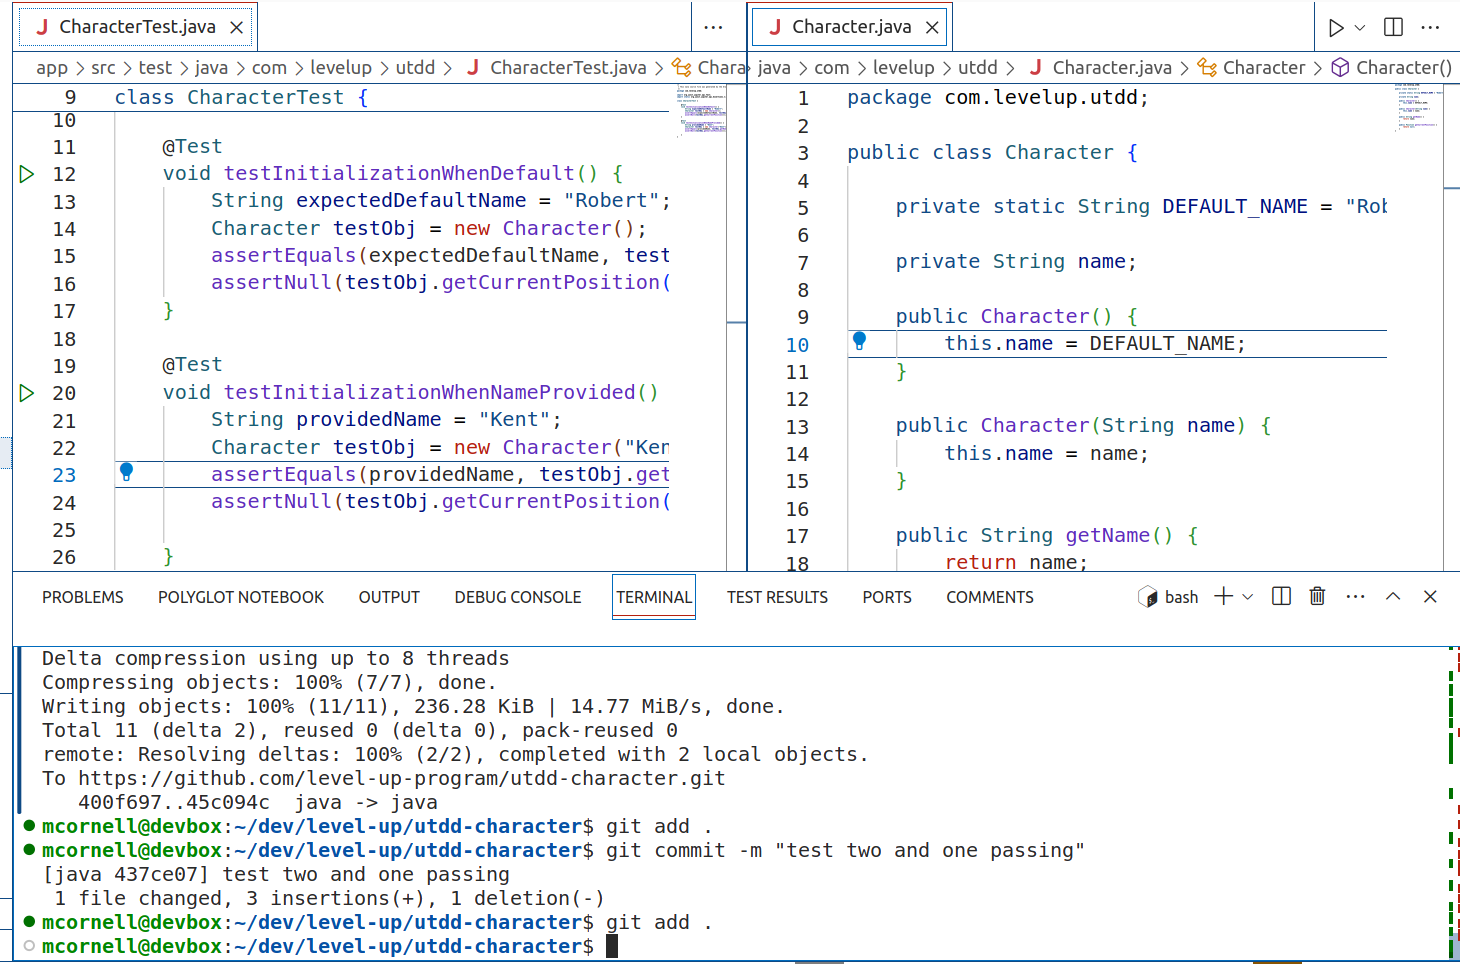 CharacterTest.java
Character.java
app > src > test > java > com > levelup > utdd > CharacterTest.java > Chara
java > com > levelup > utdd > Character.java > Character > Character()
9 class CharacterTest {
10
11 @Test
12 void testInitializationWhenDefault() {
13 String expectedDefaultName = "Robert";
14 Character testObj = new Character();
15 assertEquals(expectedDefaultName, test
16 assertNull(testObj.getCurrentPosition(
17 }
18
19 @Test
20 void testInitializationWhenNameProvided()
21 String providedName = "Kent";
22 Character testObj = new Character("Ken
23 assertEquals(providedName, testObj.get
24 assertNull(testObj.getCurrentPosition(
25
26 }
1 package com.levelup.utdd;
2
3 public class Character {
4
5 private static String DEFAULT_NAME = "Rob
6
7 private String name;
8
9 public Character() {
10 this.name = DEFAULT_NAME;
11 }
12
13 public Character(String name) {
14 this.name = name;
15 }
16
17 public String getName() {
18 return name;
PROBLEMS POLYGLOT NOTEBOOK OUTPUT DEBUG CONSOLE TERMINAL TEST RESULTS PORTS COMMENTS bash
Delta compression using up to 8 threads
Compressing objects: 100% (7/7), done.
Writing objects: 100% (11/11), 236.28 KiB | 14.77 MiB/s, done.
Total 11 (delta 2), reused 0 (delta 0), pack-reused 0
remote: Resolving deltas: 100% (2/2), completed with 2 local objects.
To https://github.com/level-up-program/utdd-character.git
400f697..45c094c java -> java
mcornell@devbox:~/dev/level-up/utdd-character$ git add .
mcornell@devbox:~/dev/level-up/utdd-character$ git commit -m "test two and one passing"
[java 437ce07] test two and one passing
1 file changed, 3 insertions(+), 1 deletion(-)
mcornell@devbox:~/dev/level-up/utdd-character$ git add .
mcornell@devbox:~/dev/level-up/utdd-character$